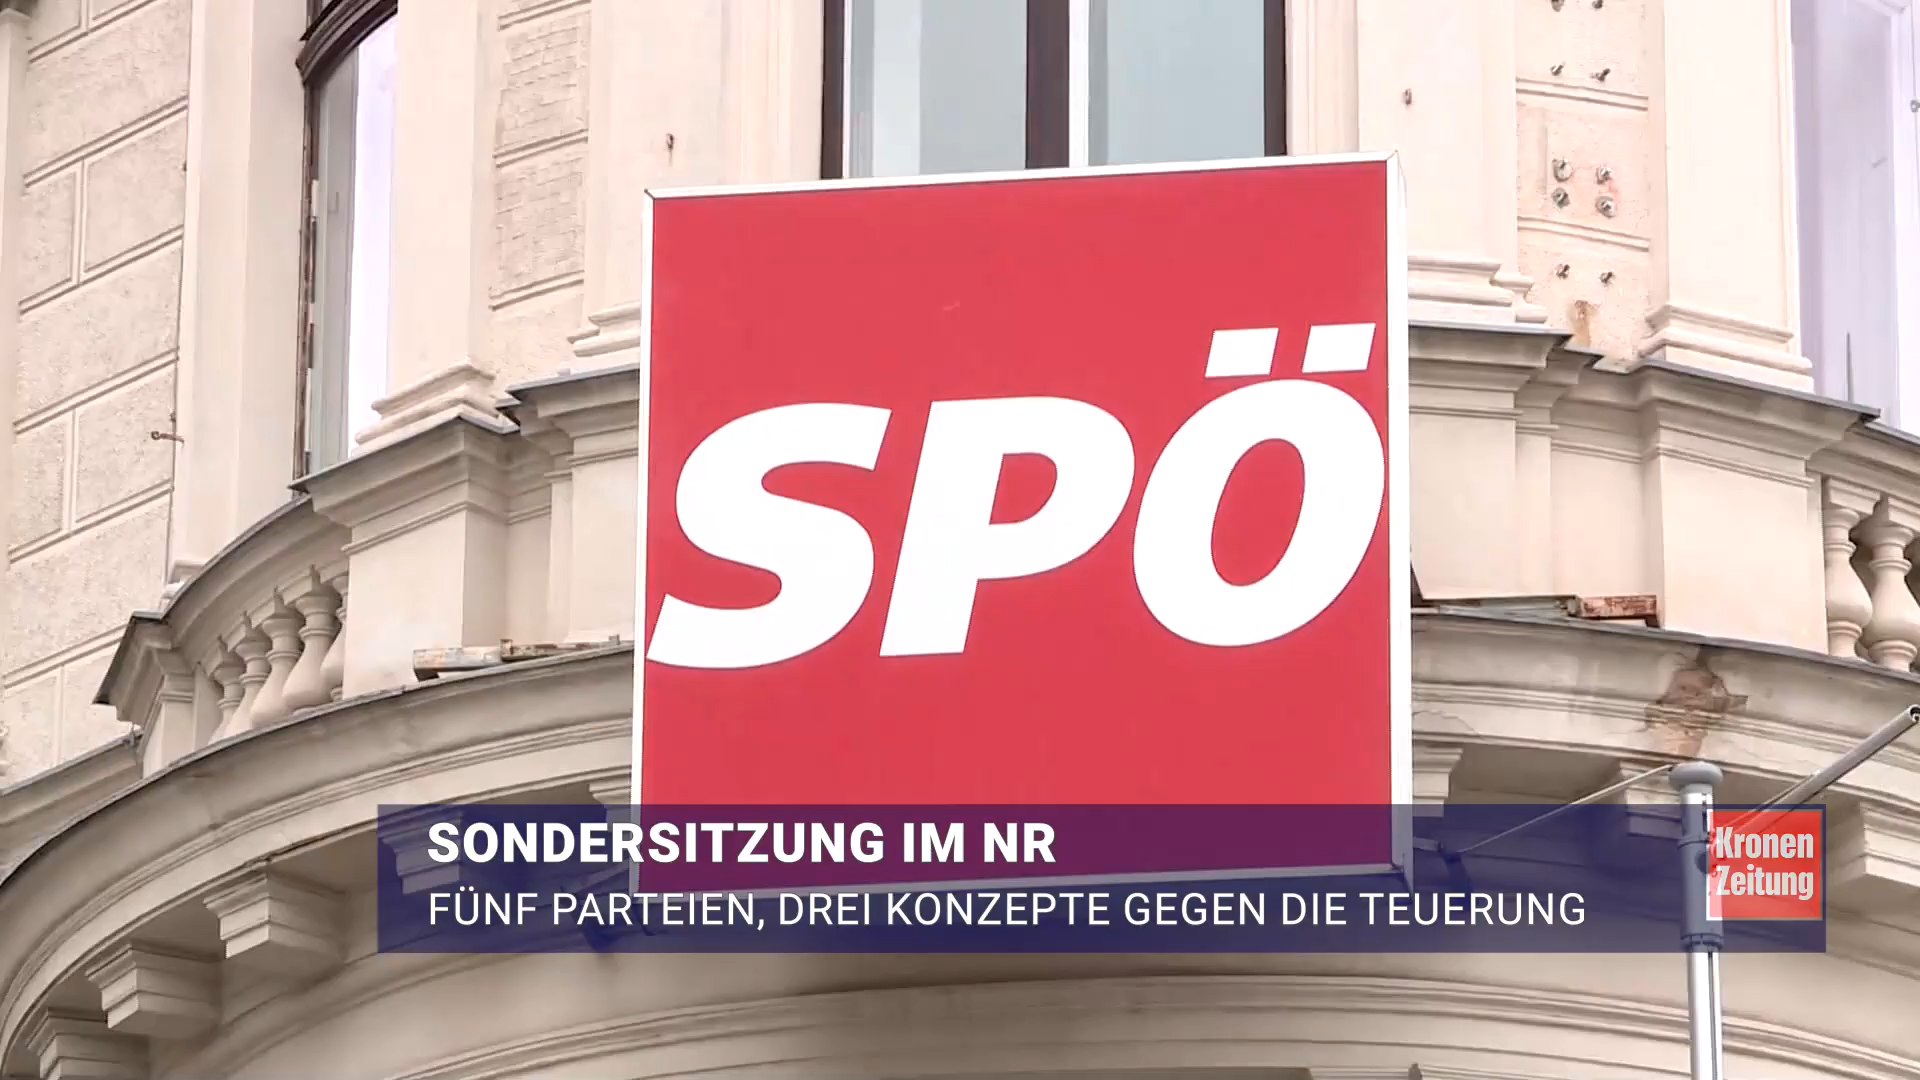 SPÖ
SONDERSITZUNG IM NR
FÜNF PARTEIEN, DREI KONZEPTE GEGEN DIE TEUERUNG
Kronen
Zeitung